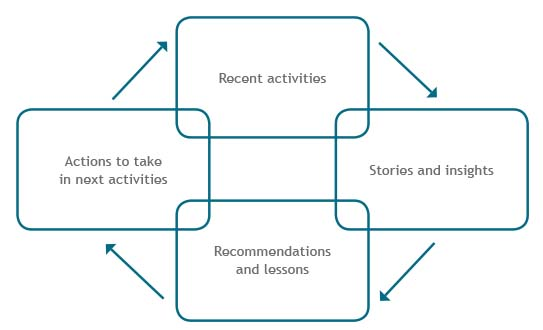 Recent activities
Actions to take
in next activities
Stories and insights
Recommendations
and lessons